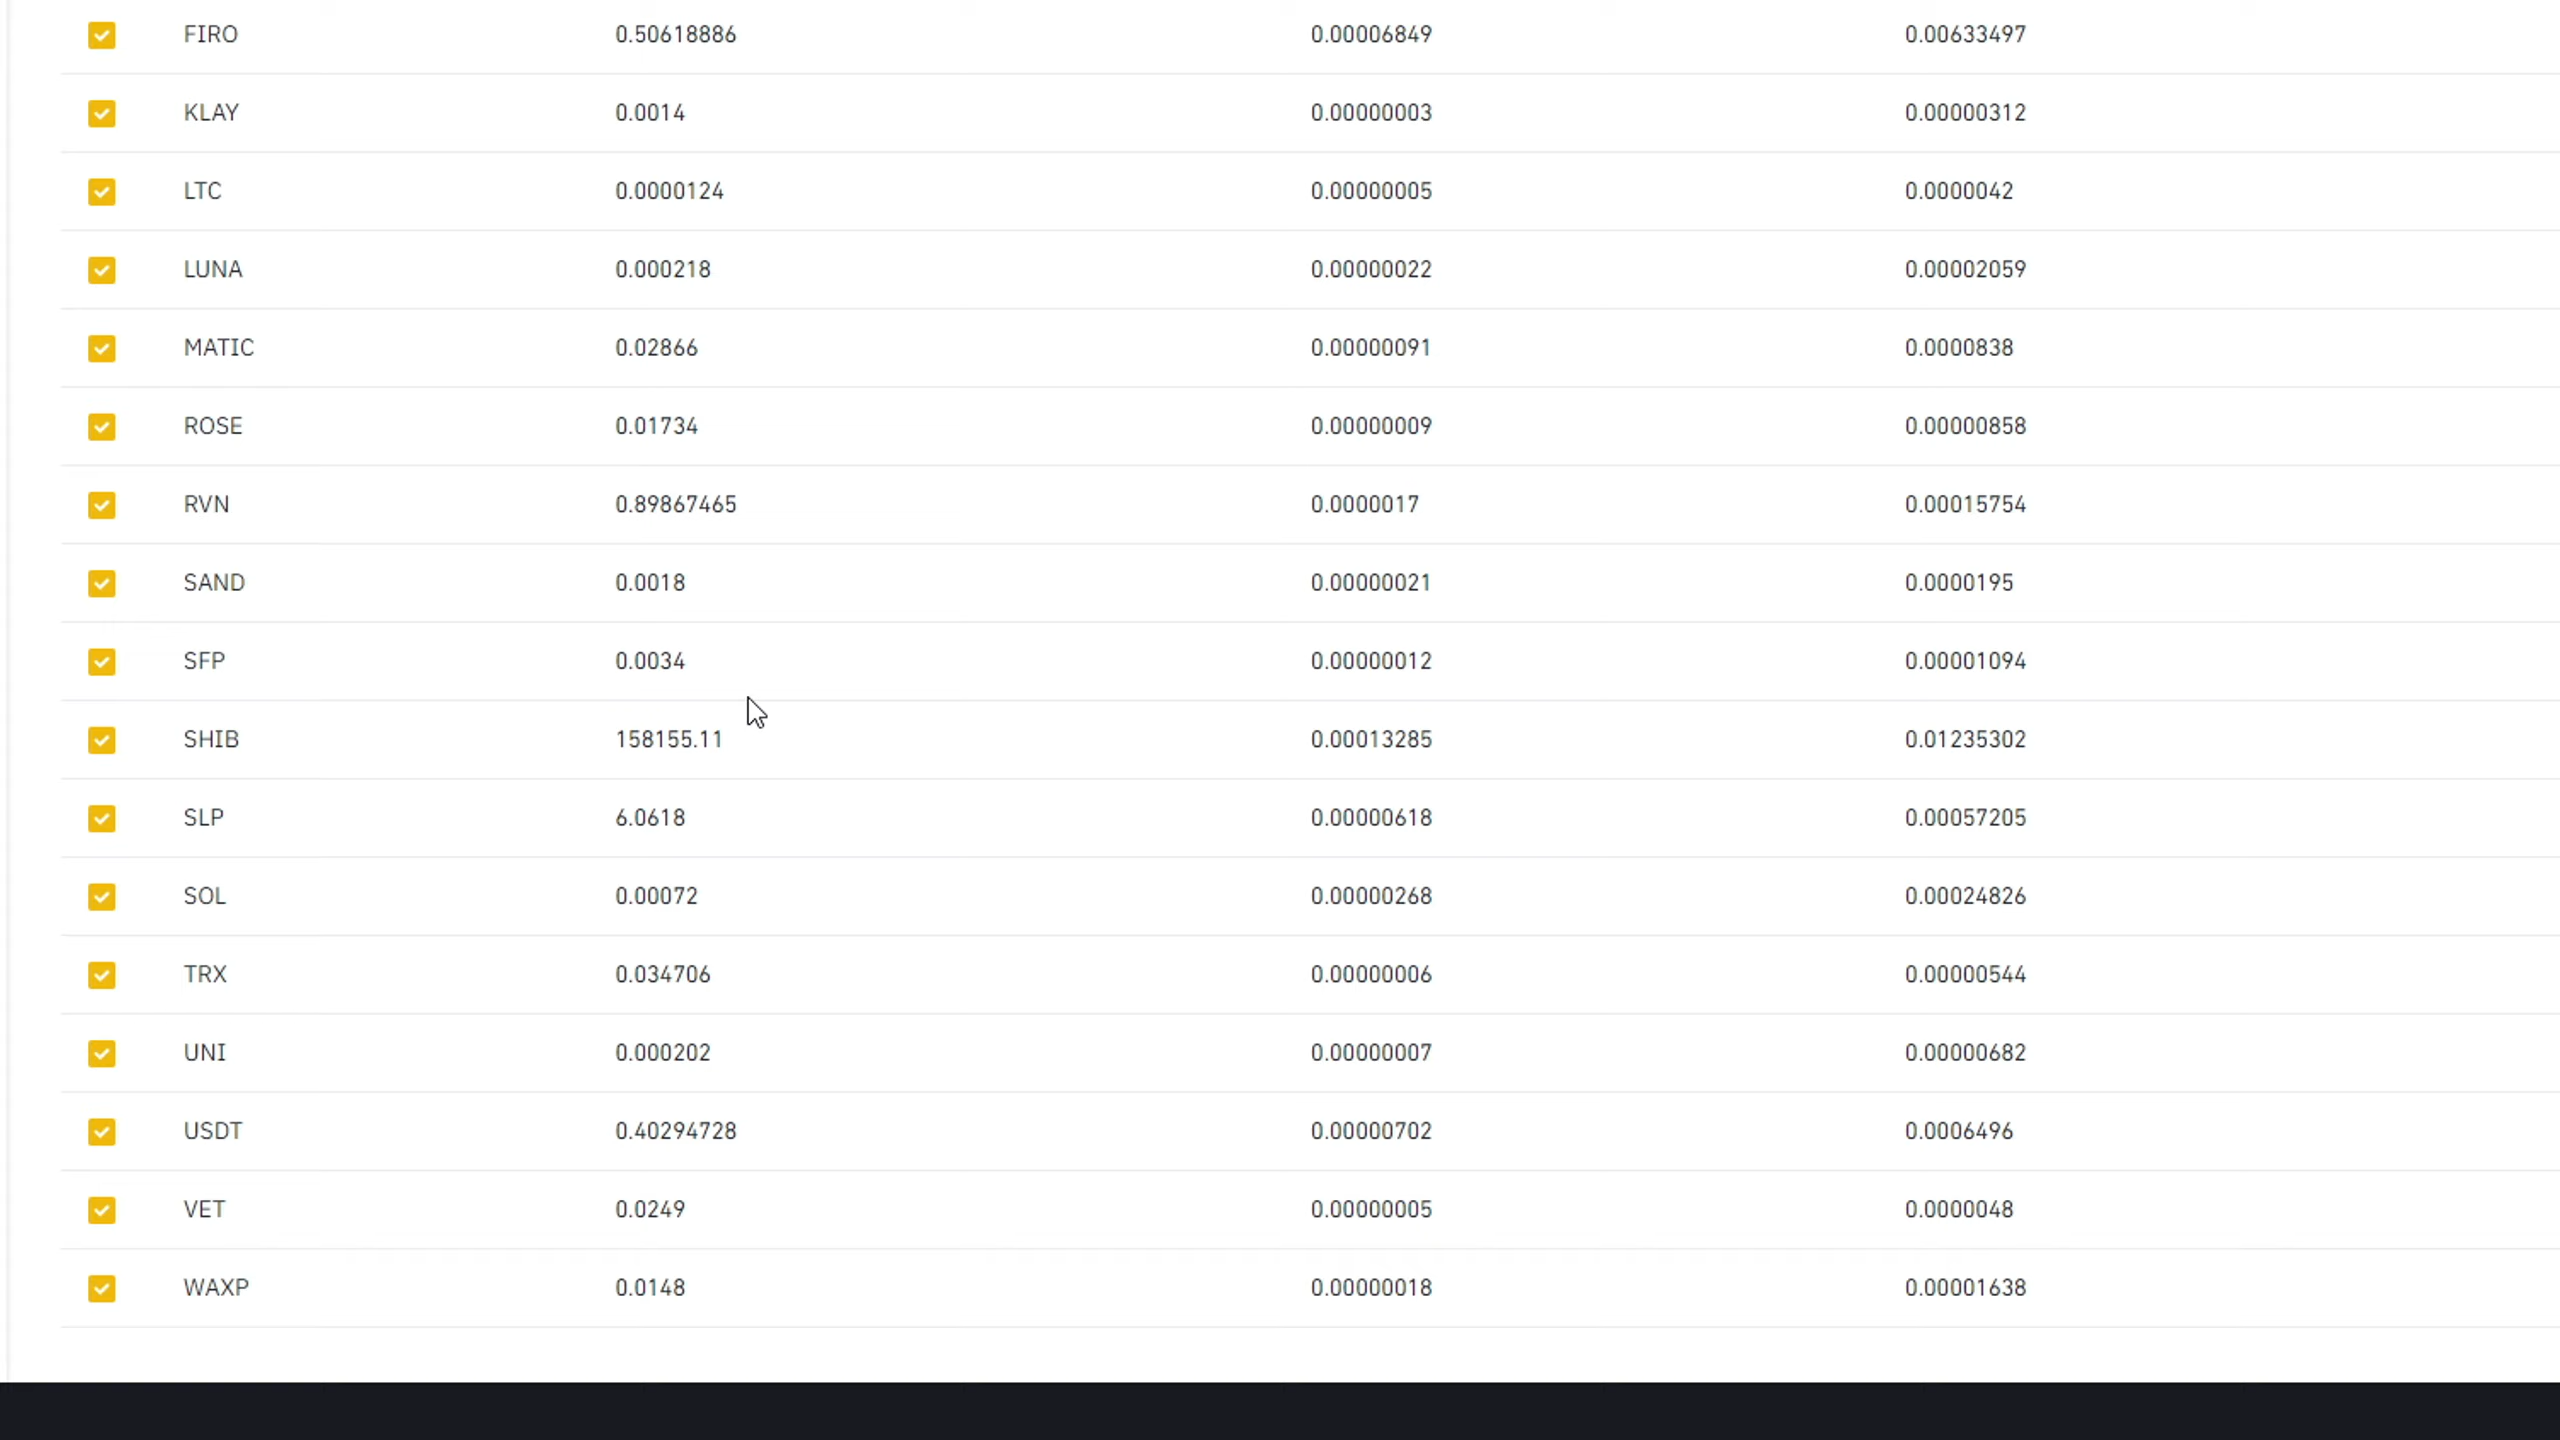 FIRO 0.50618886 0.00006849 0.00633497
KLAY 0.0014 0.00000003 0.00000312
LTC 0.0000124 0.00000005 0.0000042
LUNA 0.000218 0.00000022 0.00002059
MATIC 0.02866 0.00000091 0.0000838
ROSE 0.01734 0.00000009 0.00000858
RVN 0.89867465 0.0000017 0.00015754
SAND 0.0018 0.00000021 0.0000195
SFP 0.0034 0.00000012 0.00001094
SHIB 158155.11 0.00013285 0.01235302
SLP 6.0618 0.00000618 0.00057205
SOL 0.00072 0.00000268 0.00024826
TRX 0.034706 0.00000006 0.00000544
UNI 0.000202 0.00000007 0.00000682
USDT 0.40294728 0.00000702 0.0006496
VET 0.0249 0.00000005 0.0000048
WAXP 0.0148 0.00000018 0.00001638